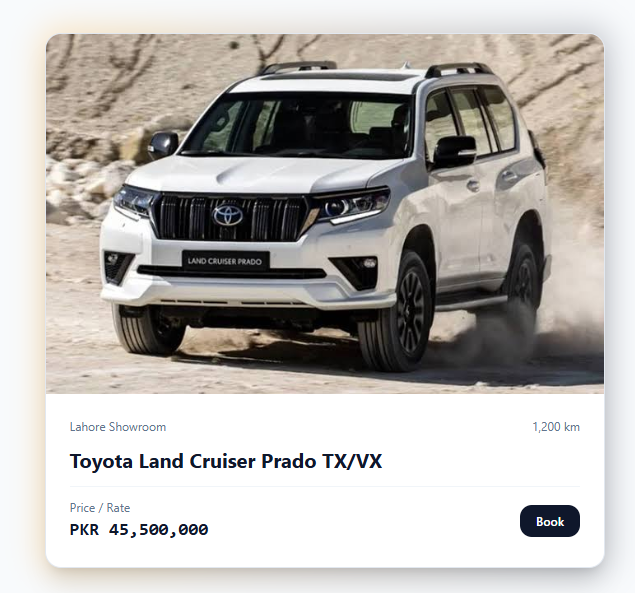 LAND CRUISER PRADO
Lahore Showroom
1,200 km
Toyota Land Cruiser Prado TX/VX
Price / Rate
PKR 45,500,000
Book